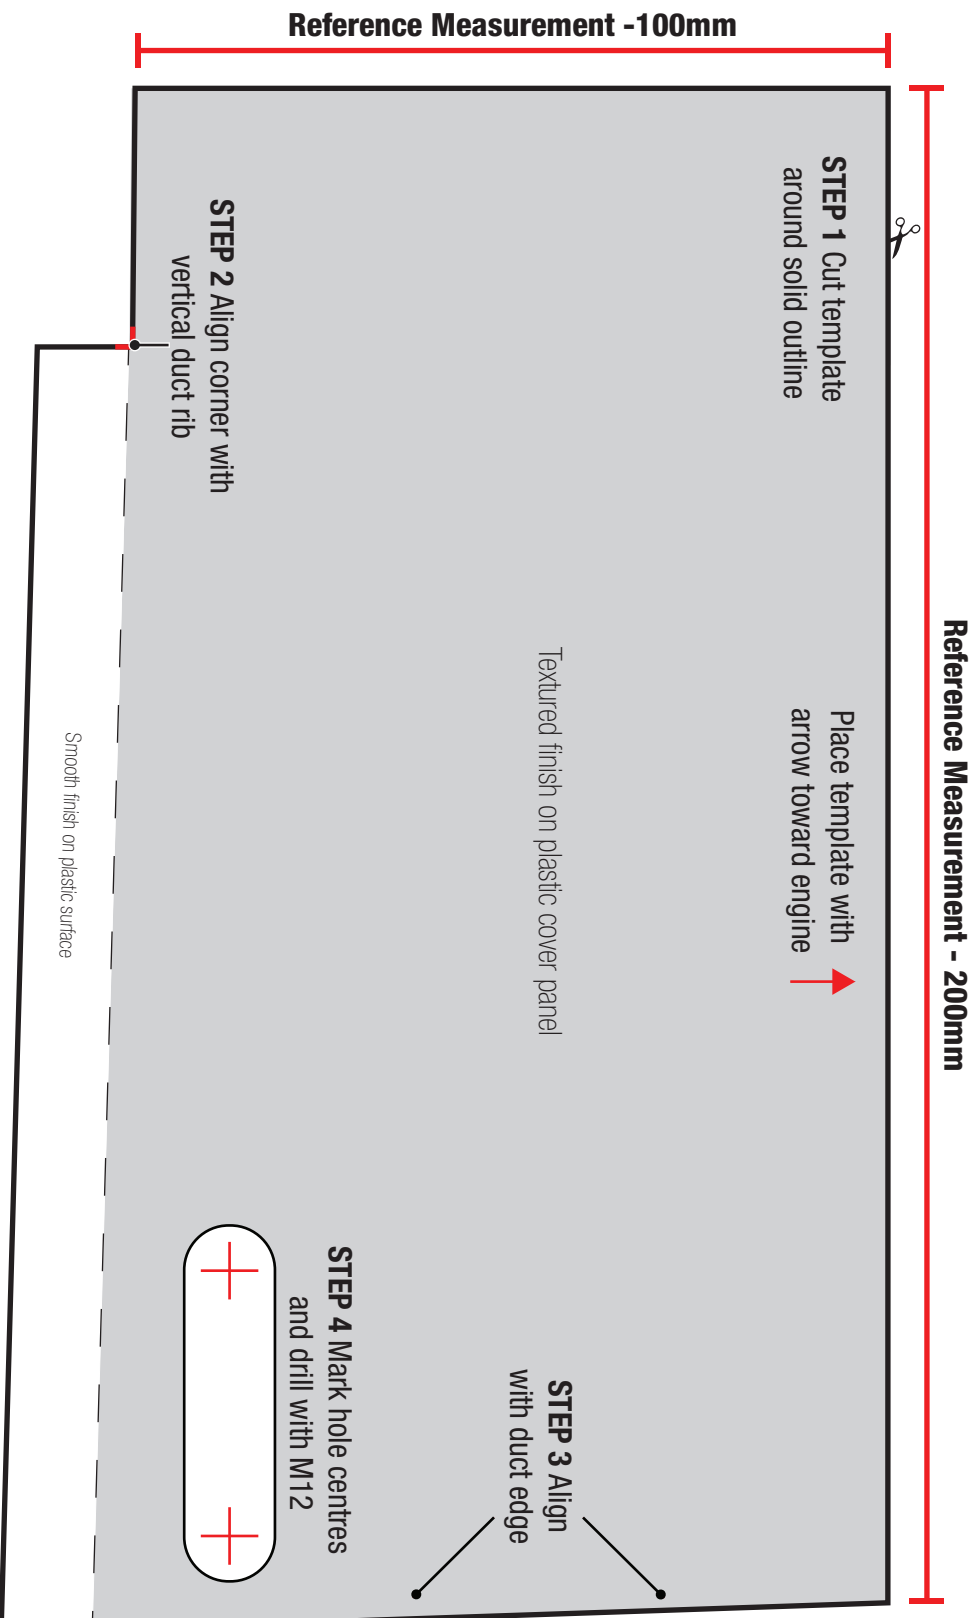 Reference Measurement -100mm
Reference Measurement - 200mm
STEP 1 Cut template
around solid outline
Place template with
arrow toward engine
STEP 2 Align corner with
vertical duct rib
Textured finish on plastic cover panel
Smooth finish on plastic surface
STEP 3 Align
with duct edge
STEP 4 Mark hole centres
and drill with M12